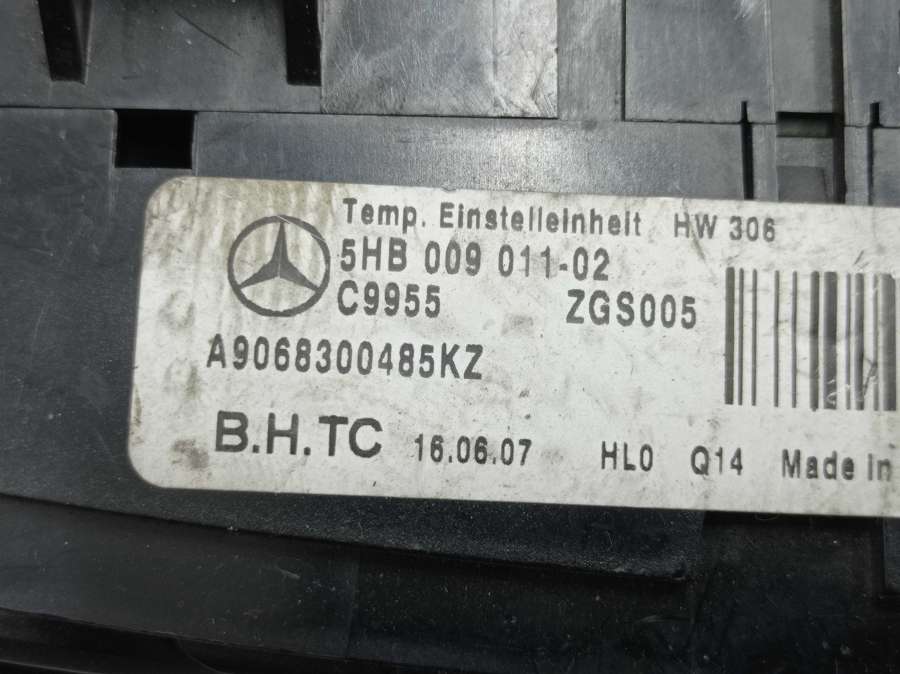 Temp. Einstelleinheit HW 306
5HB 009 011-02
C9955 ZGS005
A9068300485KZ
B.H.TC 16.06.07 HL0 Q14 Made in